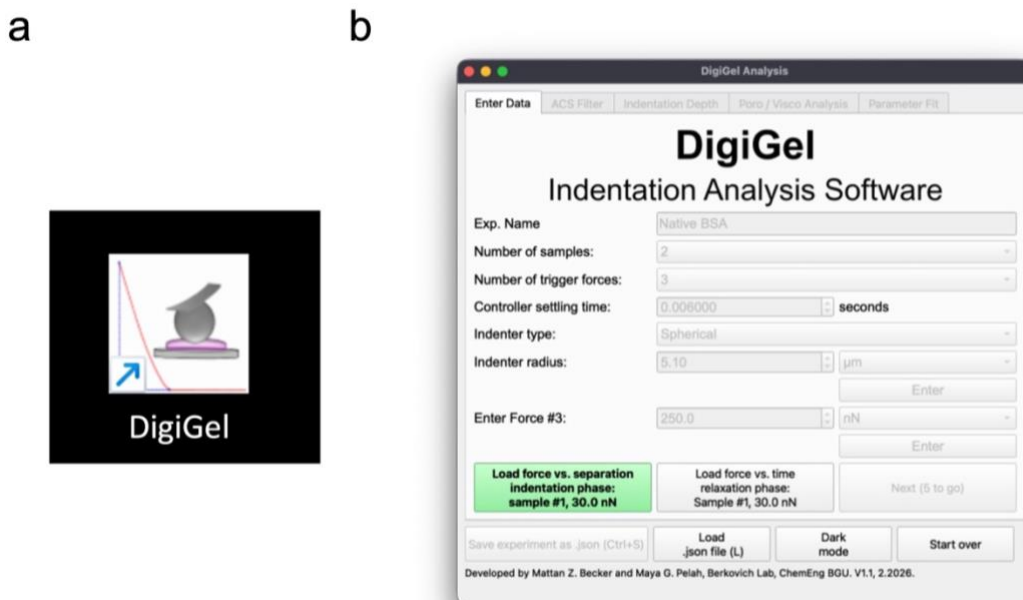 a
b
DigiGel
DigiGel Analysis
Enter Data ACS Filter Indentation Depth Poro / Visco Analysis Parameter Fit
DigiGel
Indentation Analysis Software
Exp. Name Native BSA
Number of samples: 2
Number of trigger forces: 3
Controller settling time: 0.006000 seconds
Indenter type: Spherical
Indenter radius: 5.10 µm
Enter
Enter Force #3: 250.0 nN
Enter
Load force vs. separation
indentation phase:
sample #1, 30.0 nN
Load force vs. time
relaxation phase:
Sample #1, 30.0 nN
Next (5 to go)
Save experiment as .json (Ctrl+S)
Load
.json file (L)
Dark
mode
Start over
Developed by Mattan Z. Becker and Maya G. Pelah, Berkovich Lab, ChemEng BGU. V1.1, 2.2026.